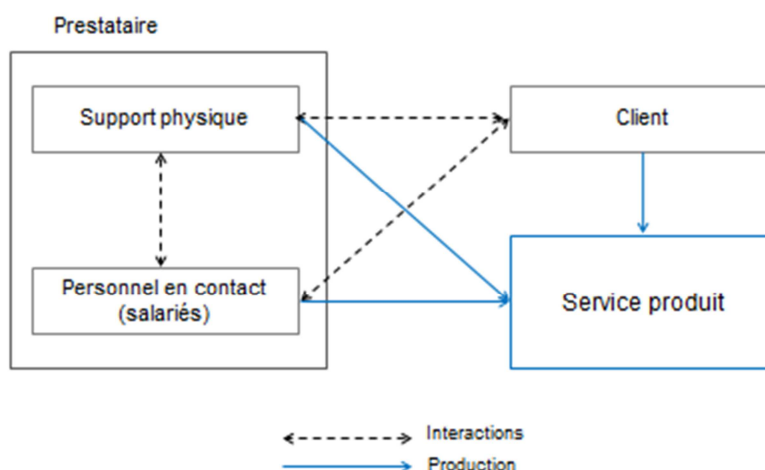 Prestataire
Support physique
Client
Personnel en contact
(salariés)
Service produit
Interactions
Production